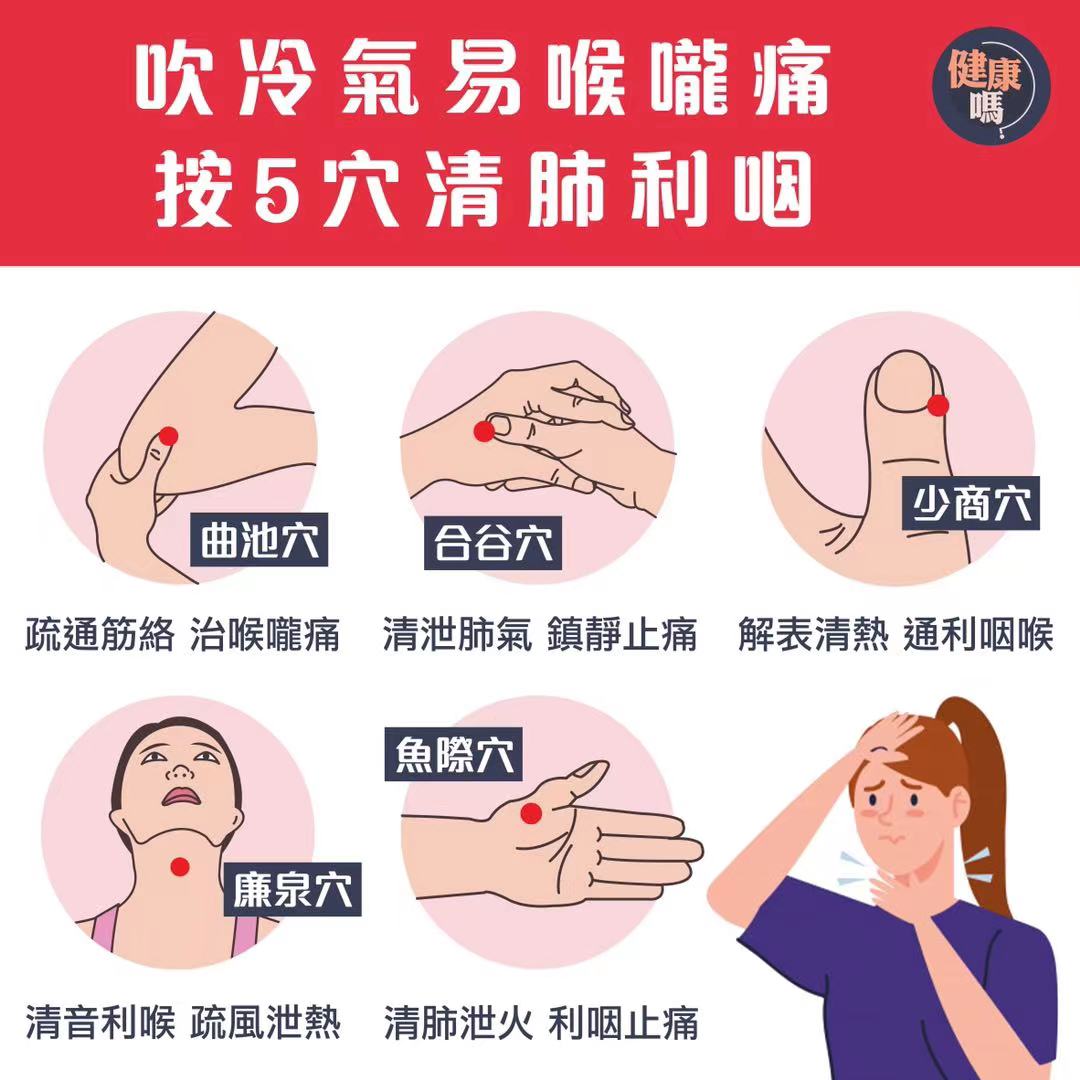 吹冷氣易喉嚨痛
按5穴清肺利咽
健康
嗎?
曲池穴
疏通筋絡 治喉嚨痛
合谷穴
清泄肺氣 鎮靜止痛
少商穴
解表清熱 通利咽喉
廉泉穴
清音利喉 疏風泄熱
魚際穴
清肺泄火 利咽止痛